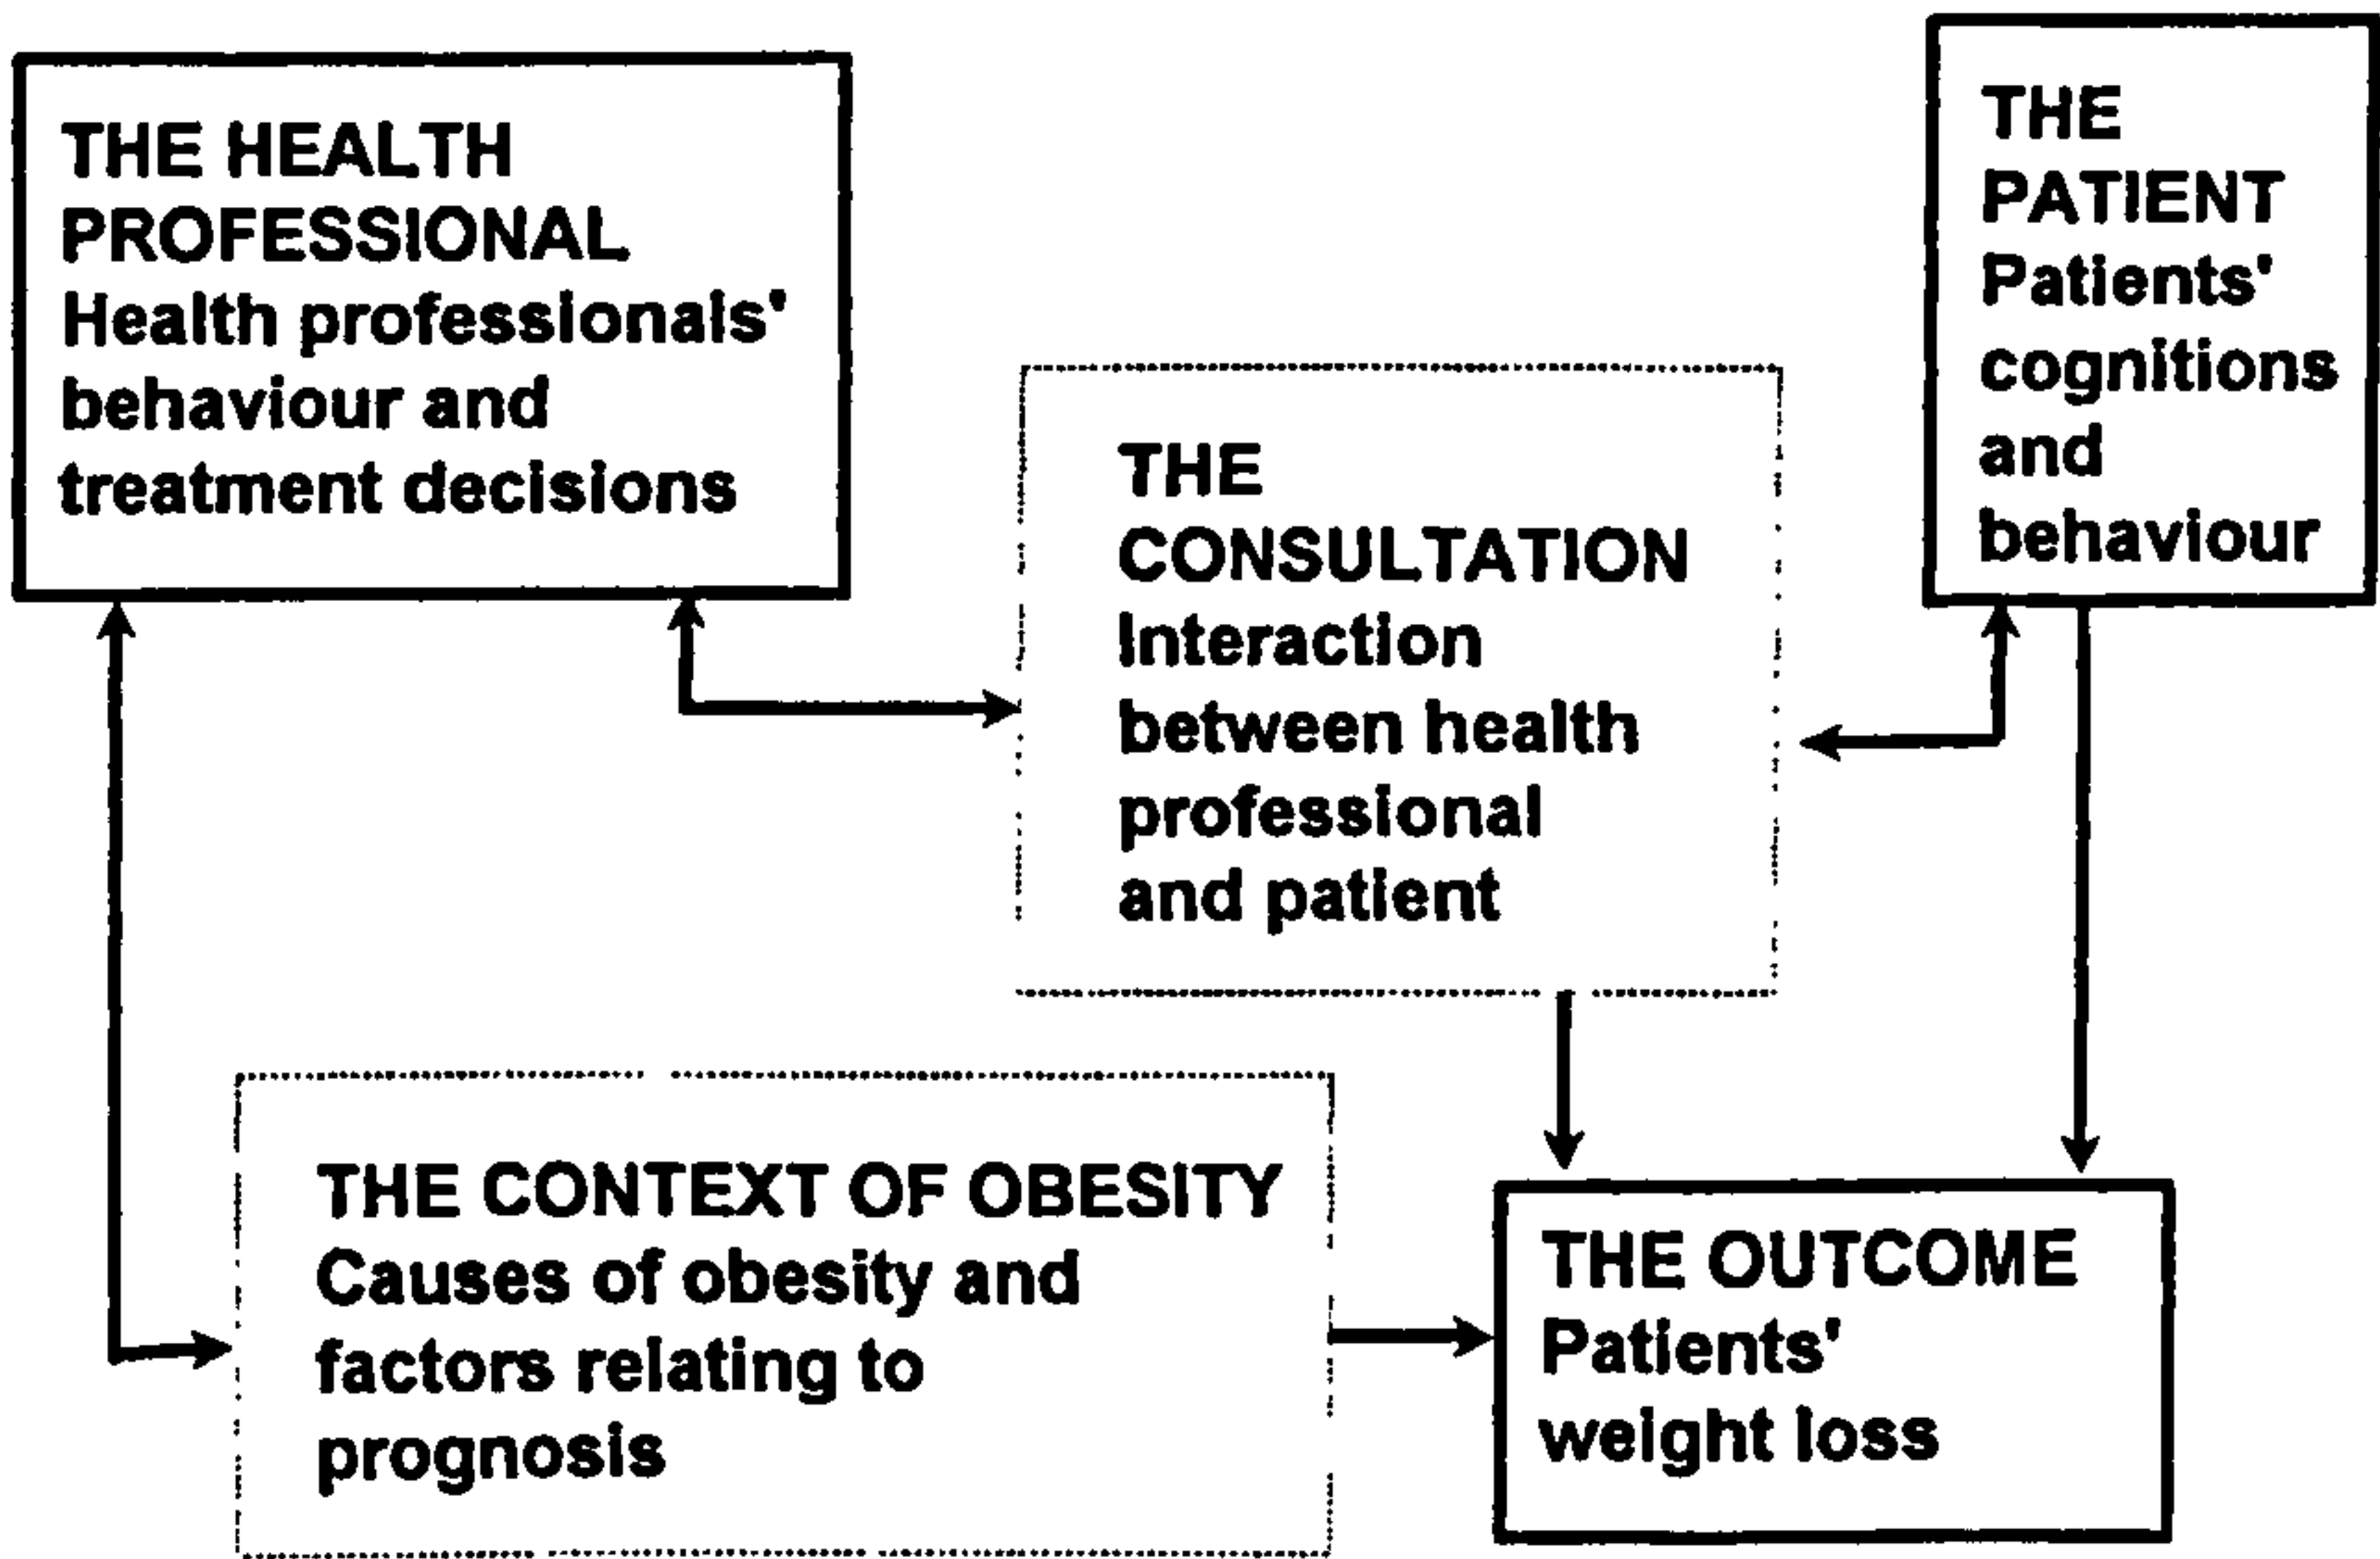 THE HEALTH
PROFESSIONAL
Health professionals'
behaviour and
treatment decisions
THE
PATIENT
Patients'
cognitions
and
behaviour
THE
CONSULTATION
Interaction
between health
professional
and patient
THE CONTEXT OF OBESITY
Causes of obesity and
factors relating to
prognosis
THE OUTCOME
Patients'
weight loss